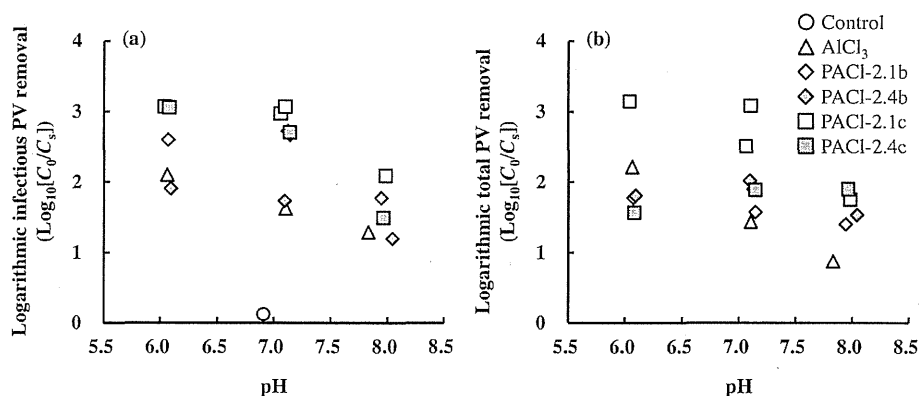 (a)
Logarithmic infectious PV removal
(Log₁₀[C₀/Cₛ])
4
3
2
1
0
5.5 6.0 6.5 7.0 7.5 8.0 8.5
pH
(b)
Logarithmic total PV removal
(Log₁₀[C₀/Cₛ])
4
3
2
1
0
5.5 6.0 6.5 7.0 7.5 8.0 8.5
pH
Control
AlCl₃
PACl-2.1b
PACl-2.4b
PACl-2.1c
PACl-2.4c